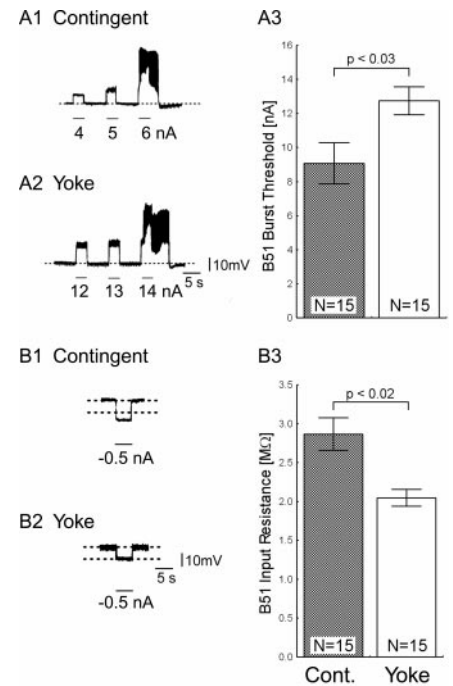 A1 Contingent
4 5 6 nA
A2 Yoke
10mV
5 s
12 13 14 nA
A3
p < 0.03
B51 Burst Threshold [nA]
16
14
12
10
8
6
4
2
0
N=15 N=15
B1 Contingent
-0.5 nA
B2 Yoke
10mV
5 s
-0.5 nA
B3
p < 0.02
B51 Input Resistance [MΩ]
3.5
3.0
2.5
2.0
1.5
1.0
0.5
0.0
N=15 N=15
Cont. Yoke